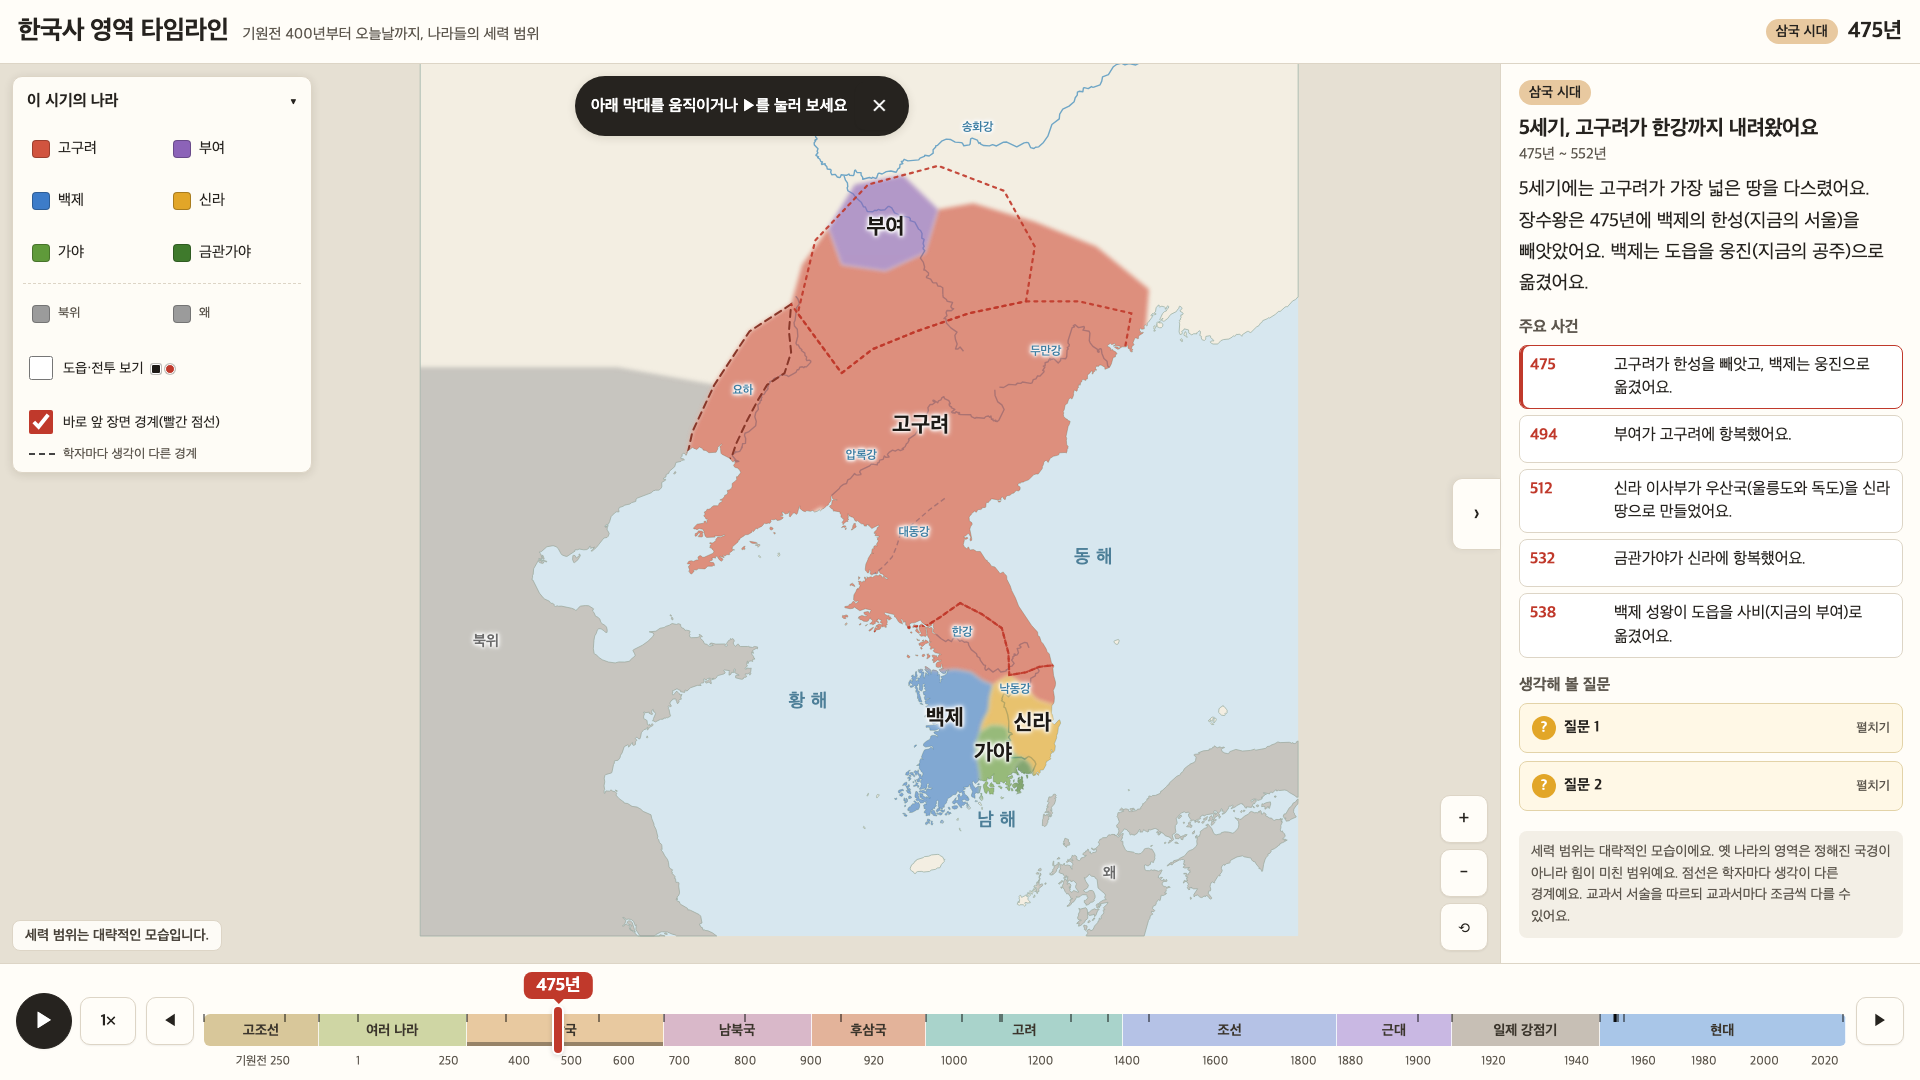 한국사 영역 타임라인
기원전 400년부터 오늘날까지, 나라들의 세력 범위
삼국 시대
475년
이 시기의 나라
고구려
부여
백제
신라
가야
금관가야
북위
왜
도읍·전투 보기
바로 앞 장면 경계(빨간 점선)
학자마다 생각이 다른 경계
아래 막대를 움직이거나 ▶를 눌러 보세요
송화강
부여
두만강
요하
고구려
압록강
대동강
동 해
한강
북위
낙동강
황 해
백제
신라
가야
남 해
왜
세력 범위는 대략적인 모습입니다.
삼국 시대
5세기, 고구려가 한강까지 내려왔어요
475년 ~ 552년
5세기에는 고구려가 가장 넓은 땅을 다스렸어요.
장수왕은 475년에 백제의 한성(지금의 서울)을
빼앗았어요. 백제는 도읍을 웅진(지금의 공주)으로
옮겼어요.
주요 사건
475
고구려가 한성을 빼앗고, 백제는 웅진으로
옮겼어요.
494
부여가 고구려에 항복했어요.
512
신라 이사부가 우산국(울릉도와 독도)을 신라
땅으로 만들었어요.
532
금관가야가 신라에 항복했어요.
538
백제 성왕이 도읍을 사비(지금의 부여)로
옮겼어요.
생각해 볼 질문
? 질문 1
펼치기
? 질문 2
펼치기
세력 범위는 대략적인 모습이에요. 옛 나라의 영역은 정해진 국경이
아니라 힘이 미친 범위예요. 점선은 학자마다 생각이 다른
경계예요. 교과서 서술을 따르되 교과서마다 조금씩 다를 수
있어요.
475년
1×
고조선
여러 나라
국
남북국
후삼국
고려
조선
근대
일제 강점기
현대
기원전 250
1
250
400
500
600
700
800
900
920
1000
1200
1400
1600
1800
1880
1900
1920
1940
1960
1980
2000
2020